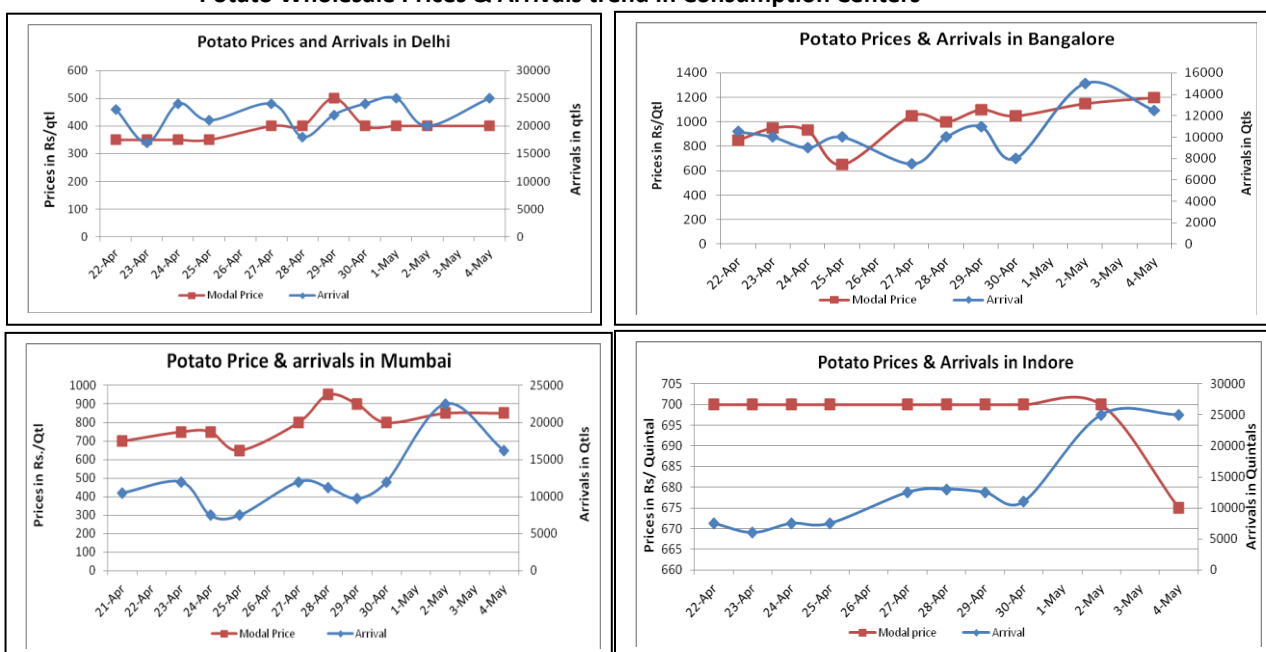 Potato Wholesale Prices & Arrivals trend in Consumption Centers
Potato Prices and Arrivals in Delhi
Prices in Rs/qtl
600
500
400
300
200
100
0
30000
25000
20000
15000
10000
5000
0
Arrivals in qtls
22-Apr
23-Apr
24-Apr
25-Apr
26-Apr
27-Apr
28-Apr
29-Apr
30-Apr
1-May
2-May
3-May
4-May
Modal Price
Arrival
Potato Prices & Arrivals in Bangalore
Prices in Rs/Qtl
1400
1200
1000
800
600
400
200
0
16000
14000
12000
10000
8000
6000
4000
2000
0
Arrivals in Qtls
22-Apr
23-Apr
24-Apr
25-Apr
26-Apr
27-Apr
28-Apr
29-Apr
30-Apr
1-May
2-May
3-May
4-May
Modal Price
Arrival
Potato Price & arrivals in Mumbai
Prices in Rs./Qtl
1000
900
800
700
600
500
400
300
200
100
0
25000
20000
15000
10000
5000
0
Arrivals in Qtls
21-Apr
22-Apr
23-Apr
24-Apr
25-Apr
26-Apr
27-Apr
28-Apr
29-Apr
30-Apr
1-May
2-May
3-May
4-May
Modal Price
Arrival
Potato Prices & Arrivals in Indore
Prices in Rs/ Quintal
705
700
695
690
685
680
675
670
665
660
30000
25000
20000
15000
10000
5000
0
Arrivals in Quintals
22-Apr
23-Apr
24-Apr
25-Apr
26-Apr
27-Apr
28-Apr
29-Apr
30-Apr
1-May
2-May
3-May
4-May
Modal price
Arrival